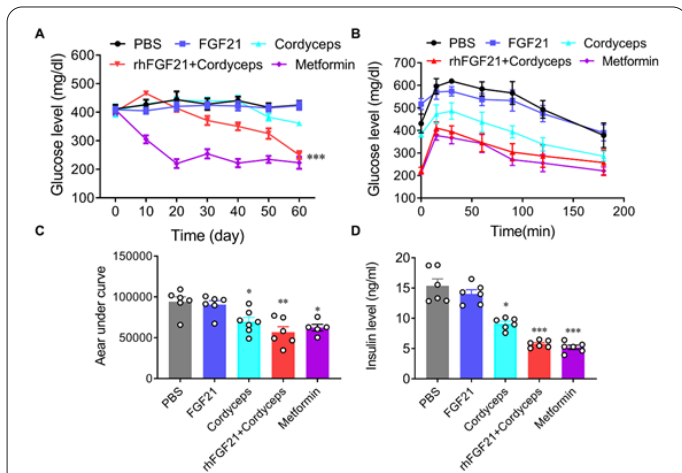 A
PBS FGF21 Cordyceps
rhFGF21+Cordyceps Metformin
Glucose level (mg/dl)
600
500
400
300
200
100
***
0 10 20 30 40 50 60
Time (day)
B
PBS FGF21 Cordyceps
rhFGF21+Cordyceps Metformin
Glucose level (mg/dl)
700
600
500
400
300
200
100
0 50 100 150 200
Time(min)
C
Aear under curve
150000
100000
50000
0
* ** *
PBS
FGF21
Cordyceps
rhFGF21+Cordyceps
Metformin
D
Insulin level (ng/ml)
20
15
10
5
0
* *** ***
PBS
FGF21
Cordyceps
rhFGF21+Cordyceps
Metformin